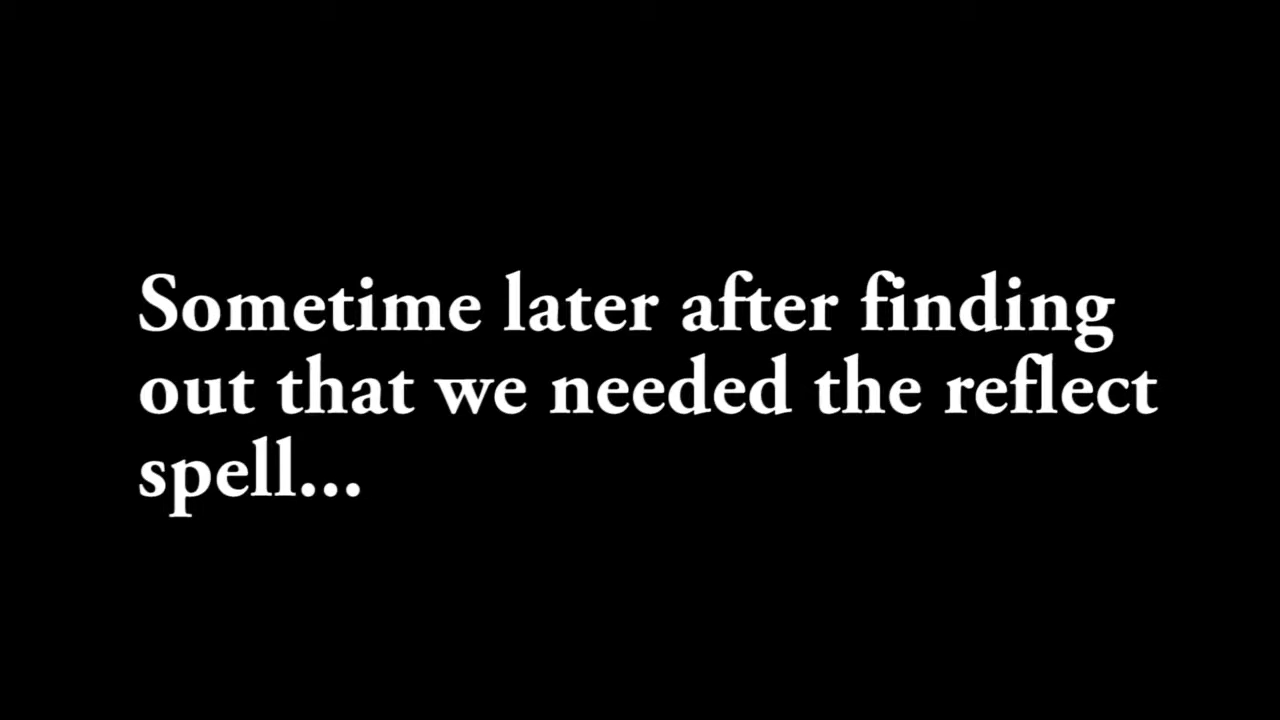 Sometime later after finding
out that we needed the reflect
spell...